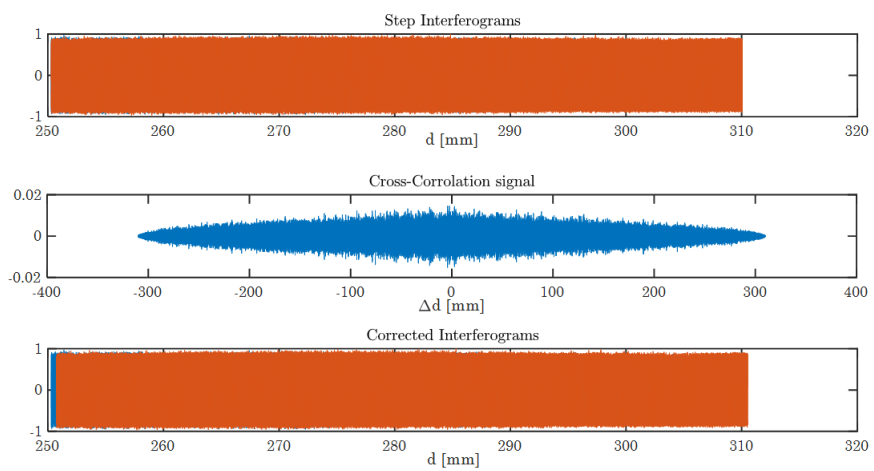 Step Interferograms
1
0
-1
250 260 270 280 290 300 310 320
d [mm]
Cross-Corrolation signal
0.02
0
-0.02
-400 -300 -200 -100 0 100 200 300 400
Δd [mm]
Corrected Interferograms
1
0
-1
250 260 270 280 290 300 310 320
d [mm]